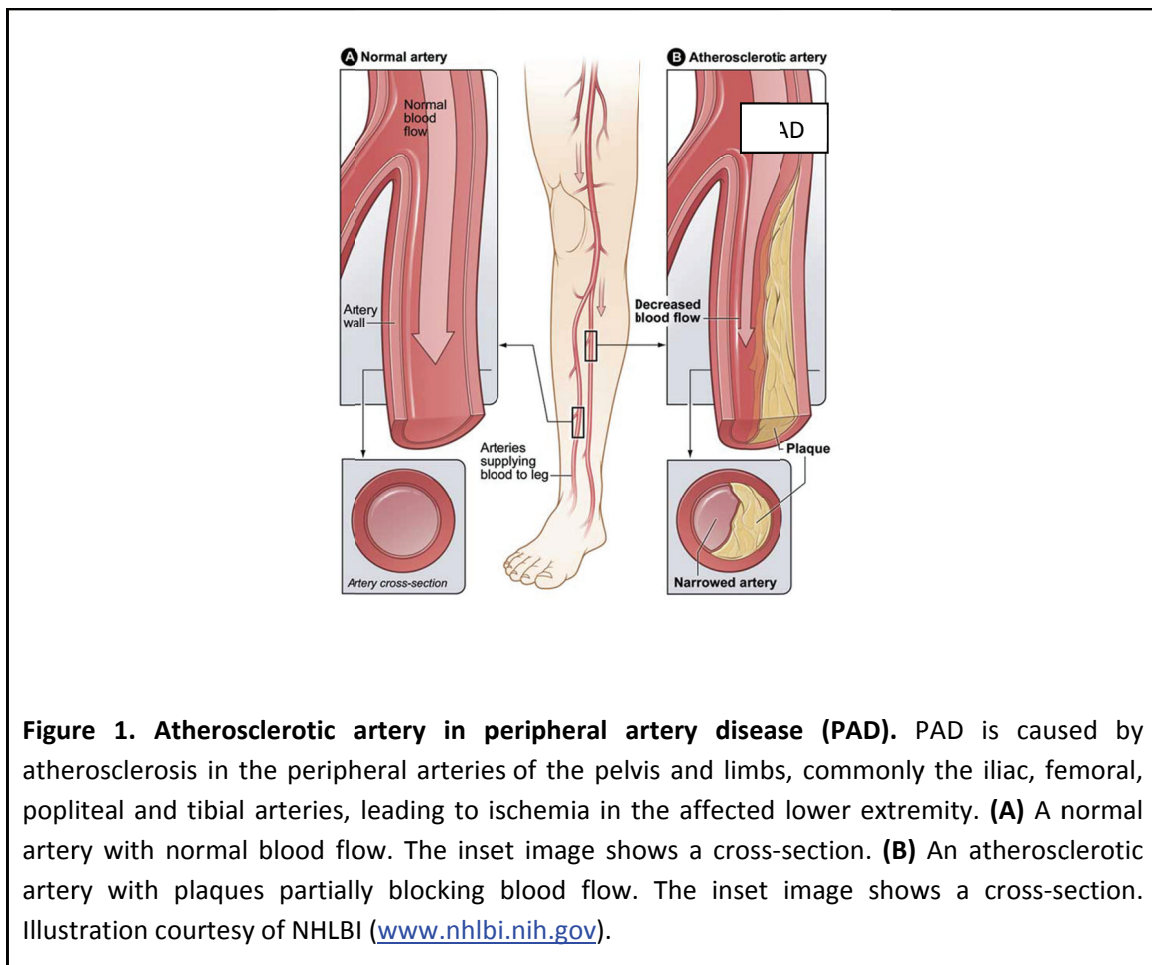 A Normal artery
Normal
blood
flow
Artery
wall
Artery cross-section
Arteries
supplying
blood to leg
B Atherosclerotic artery
AD
Decreased
blood flow
Plaque
Narrowed artery
Figure 1. Atherosclerotic artery in peripheral artery disease (PAD). PAD is caused by
atherosclerosis in the peripheral arteries of the pelvis and limbs, commonly the iliac, femoral,
popliteal and tibial arteries, leading to ischemia in the affected lower extremity. (A) A normal
artery with normal blood flow. The inset image shows a cross-section. (B) An atherosclerotic
artery with plaques partially blocking blood flow. The inset image shows a cross-section.
Illustration courtesy of NHLBI (www.nhlbi.nih.gov).